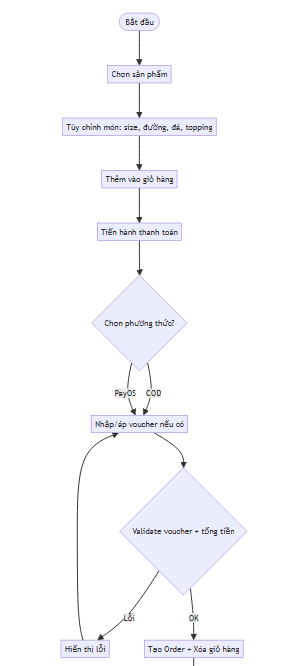 Bắt đầu
Chọn sản phẩm
Tùy chỉnh món: size, đường, đá, topping
Thêm vào giỏ hàng
Tiến hành thanh toán
Chọn phương thức?
PayOS
COD
Nhập/áp voucher nếu có
Validate voucher + tổng tiền
Lỗi
OK
Hiển thị lỗi
Tạo Order + Xóa giỏ hàng